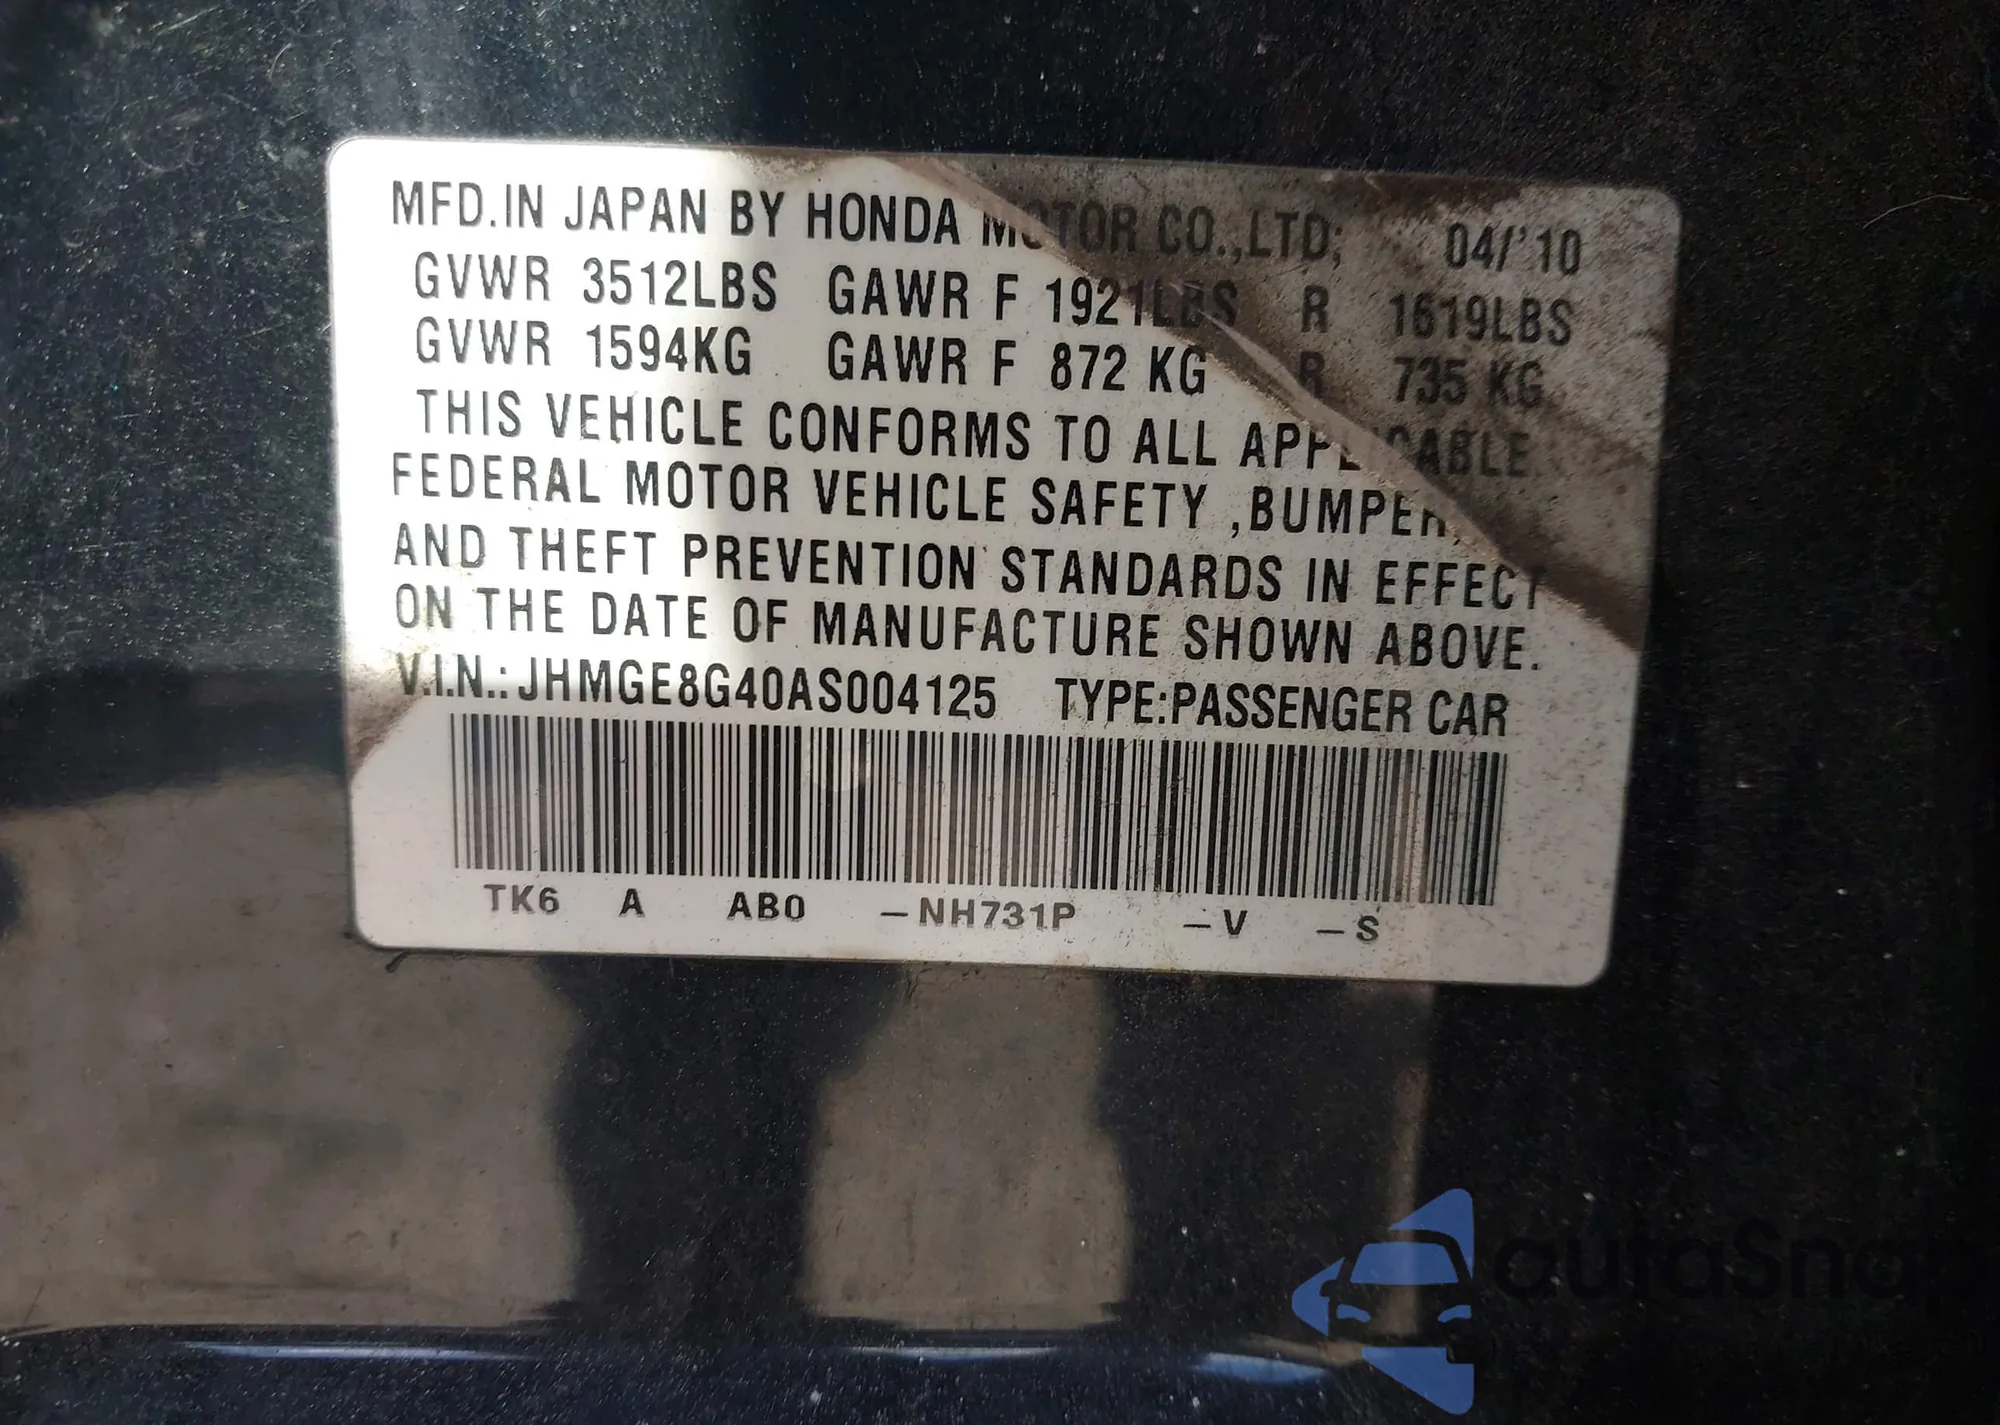 MFD.IN JAPAN BY HONDA MOTOR CO.,LTD; 04/'10
GVWR 3512LBS GAWR F 1921LBS R 1619LBS
GVWR 1594KG GAWR F 872 KG R 735 KG
THIS VEHICLE CONFORMS TO ALL APPLICABLE
FEDERAL MOTOR VEHICLE SAFETY ,BUMPER,
AND THEFT PREVENTION STANDARDS IN EFFECT
ON THE DATE OF MANUFACTURE SHOWN ABOVE.
V.I.N.: JHMGE8G40AS004125 TYPE:PASSENGER CAR
TK6 A AB0 –NH731P –V –S
autaSnap